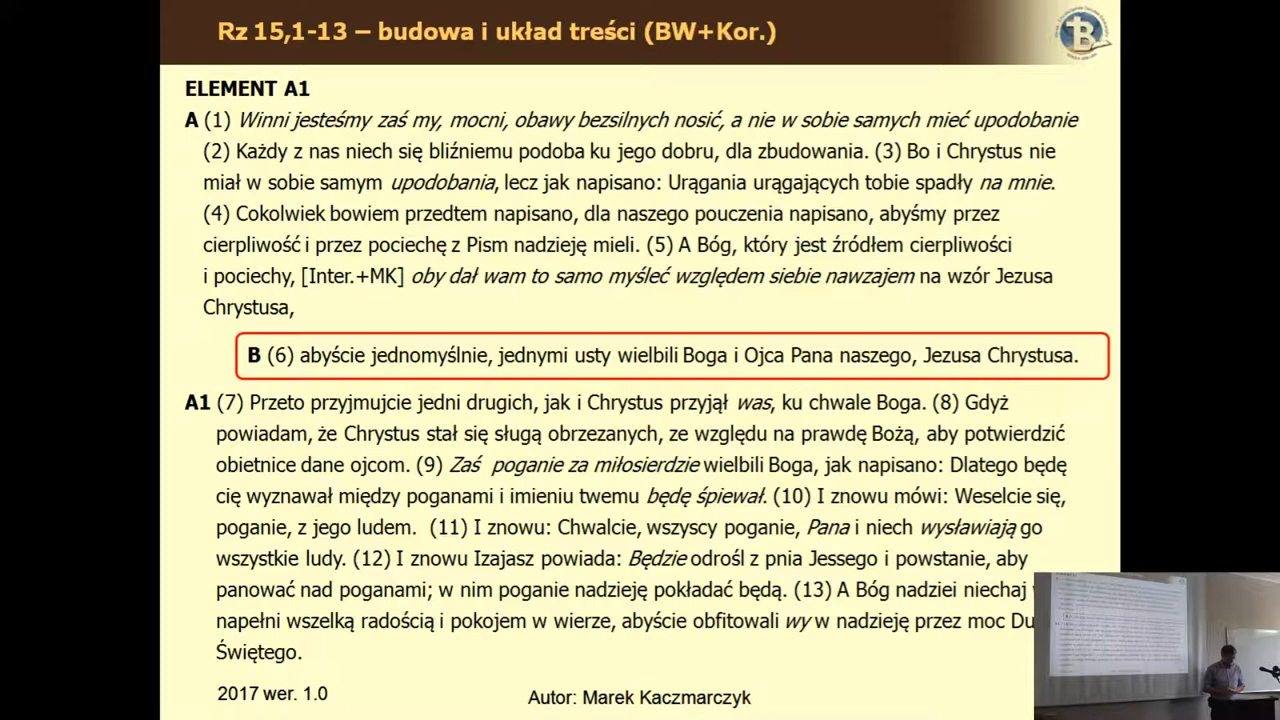 Rz 15,1-13 – budowa i układ treści (BW+Kor.)
ELEMENT A1
A (1) Winni jesteśmy zaś my, mocni, obawy bezsilnych nosić, a nie w sobie samych mieć upodobanie
(2) Każdy z nas niech się bliźniemu podoba ku jego dobru, dla zbudowania. (3) Bo i Chrystus nie
miał w sobie samym upodobania, lecz jak napisano: Urągania urągających tobie spadły na mnie.
(4) Cokolwiek bowiem przedtem napisano, dla naszego pouczenia napisano, abyśmy przez
cierpliwość i przez pociechę z Pism nadzieję mieli. (5) A Bóg, który jest źródłem cierpliwości
i pociechy, [Inter.+MK] oby dał wam to samo myśleć względem siebie nawzajem na wzór Jezusa
Chrystusa,
B (6) abyście jednomyślnie, jednymi usty wielbili Boga i Ojca Pana naszego, Jezusa Chrystusa.
A1 (7) Przeto przyjmujcie jedni drugich, jak i Chrystus przyjął was, ku chwale Boga. (8) Gdyż
powiadam, że Chrystus stał się sługą obrzezanych, ze względu na prawdę Bożą, aby potwierdzić
obietnice dane ojcom. (9) Zaś poganie za miłosierdzie wielbili Boga, jak napisano: Dlatego będę
cię wyznawał między poganami i imieniu twemu będę śpiewał. (10) I znowu mówi: Weselcie się,
poganie, z jego ludem. (11) I znowu: Chwalcie, wszyscy poganie, Pana i niech wysławiają go
wszystkie ludy. (12) I znowu Izajasz powiada: Będzie odrośl z pnia Jessego i powstanie, aby
panować nad poganami; w nim poganie nadzieję pokładać będą. (13) A Bóg nadziei niechaj
napełni wszelką radością i pokojem w wierze, abyście obfitowali wy w nadzieję przez moc Du
Świętego.
2017 wer. 1.0
Autor: Marek Kaczmarczyk